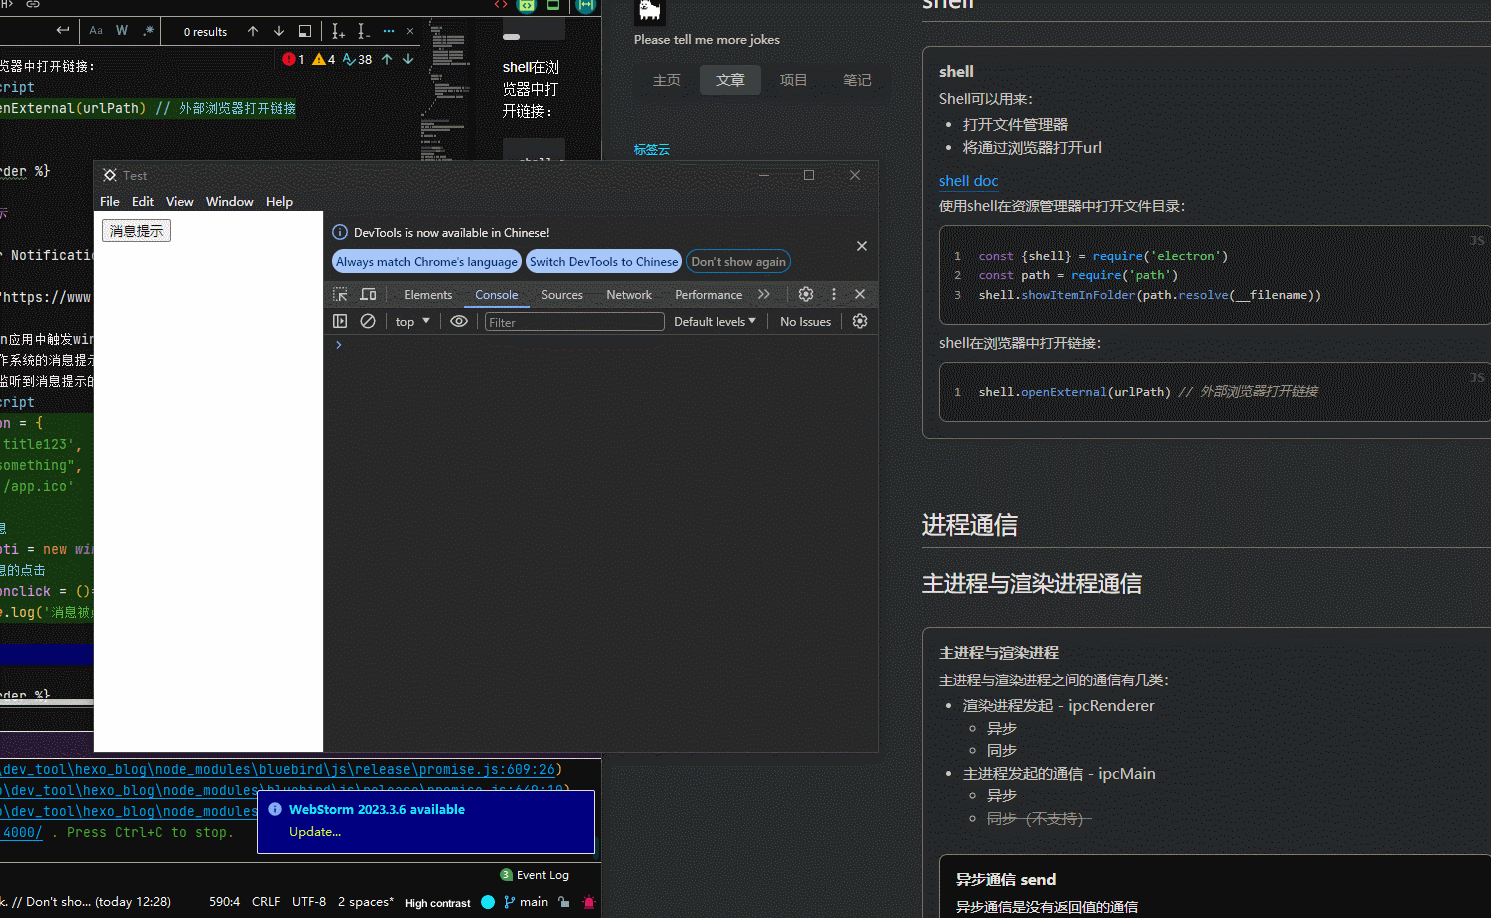 Aa W .* 0 results
1 4 38
览器中打开链接：
cript
enExternal(urlPath) // 外部浏览器打开链接
rder %}
示
r Notificatio
"https://www
n应用中触发win
作系统的消息提示
监听到消息提示的
cript
on = {
title123',
something",
/app.ico'
息
oti = new win
息的点击
onclick = ()=
e.log('消息被点
rder %}
shell在浏
览器中打
开链接：
Test
File Edit View Window Help
消息提示
DevTools is now available in Chinese!
Always match Chrome's language Switch DevTools to Chinese Don't show again
Elements Console Sources Network Performance
top Filter Default levels No Issues
\dev_tool\hexo_blog\node_modules\bluebird\js\release\promise.js:609:26)
o\dev_tool\hexo_blog\node_modules\bluebird\js\release\promise.js:669:18)
o\dev_tool\hexo_blog\node_modules
4000/ . Press Ctrl+C to stop.
WebStorm 2023.3.6 available
Update...
3 Event Log
k. // Don't sho... (today 12:28) 590:4 CRLF UTF-8 2 spaces* High contrast main
Please tell me more jokes
主页 文章 项目 笔记
标签云
shell
shell
Shell可以用来：
• 打开文件管理器
• 将通过浏览器打开url
shell doc
使用shell在资源管理器中打开文件目录：
JS
1 const {shell} = require('electron')
2 const path = require('path')
3 shell.showItemInFolder(path.resolve(__filename))
shell在浏览器中打开链接：
JS
1 shell.openExternal(urlPath) // 外部浏览器打开链接
进程通信
主进程与渲染进程通信
主进程与渲染进程
主进程与渲染进程之间的通信有几类：
• 渲染进程发起 - ipcRenderer
◦ 异步
◦ 同步
• 主进程发起的通信 - ipcMain
◦ 异步
◦ 同步（不支持）
异步通信 send
异步通信是没有返回值的通信